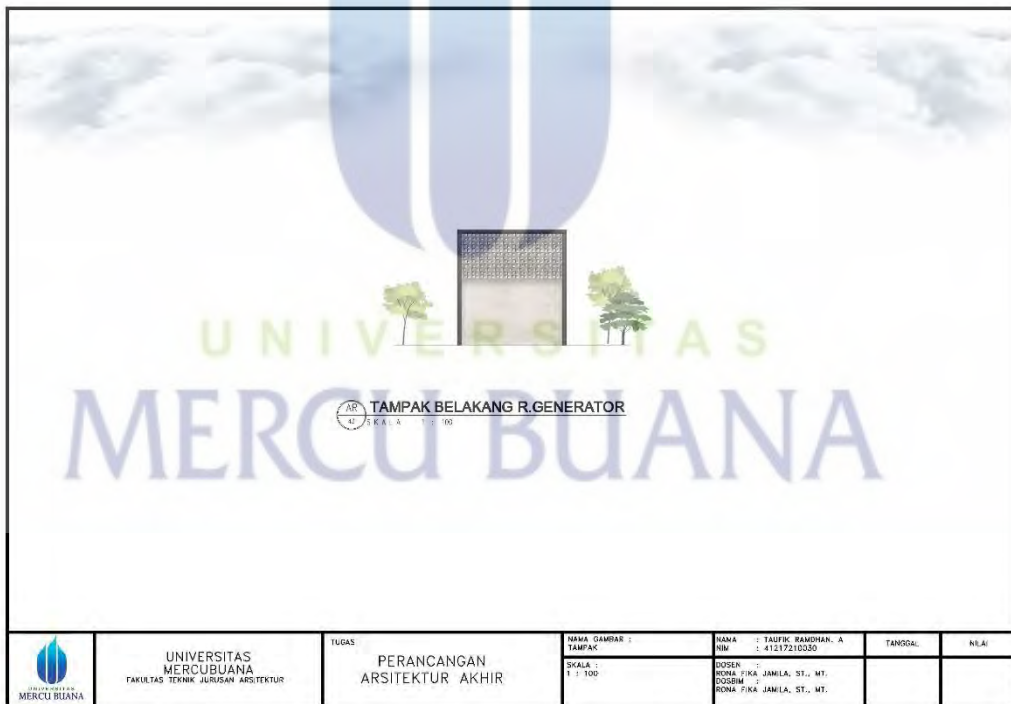 UNIVERSITAS
MERCU BUANA
AR
TAMPAK BELAKANG R.GENERATOR
SKALA 1 : 100
UNIVERSITAS
MERCU BUANA
UNIVERSITAS
MERCUBUANA
FAKULTAS TEKNIK JURUSAN ARSITEKTUR
TUGAS
PERANCANGAN
ARSITEKTUR AKHIR
NAMA GAMBAR :
TAMPAK
SKALA :
1 : 100
NAMA : TAUFIK RAMDHAN. A
NIM : 41217210030
DOSEN :
RONA FIKA JAMILA, ST., MT.
DOSBIM :
RONA FIKA JAMILA, ST., MT.
TANGGAL
NILAI